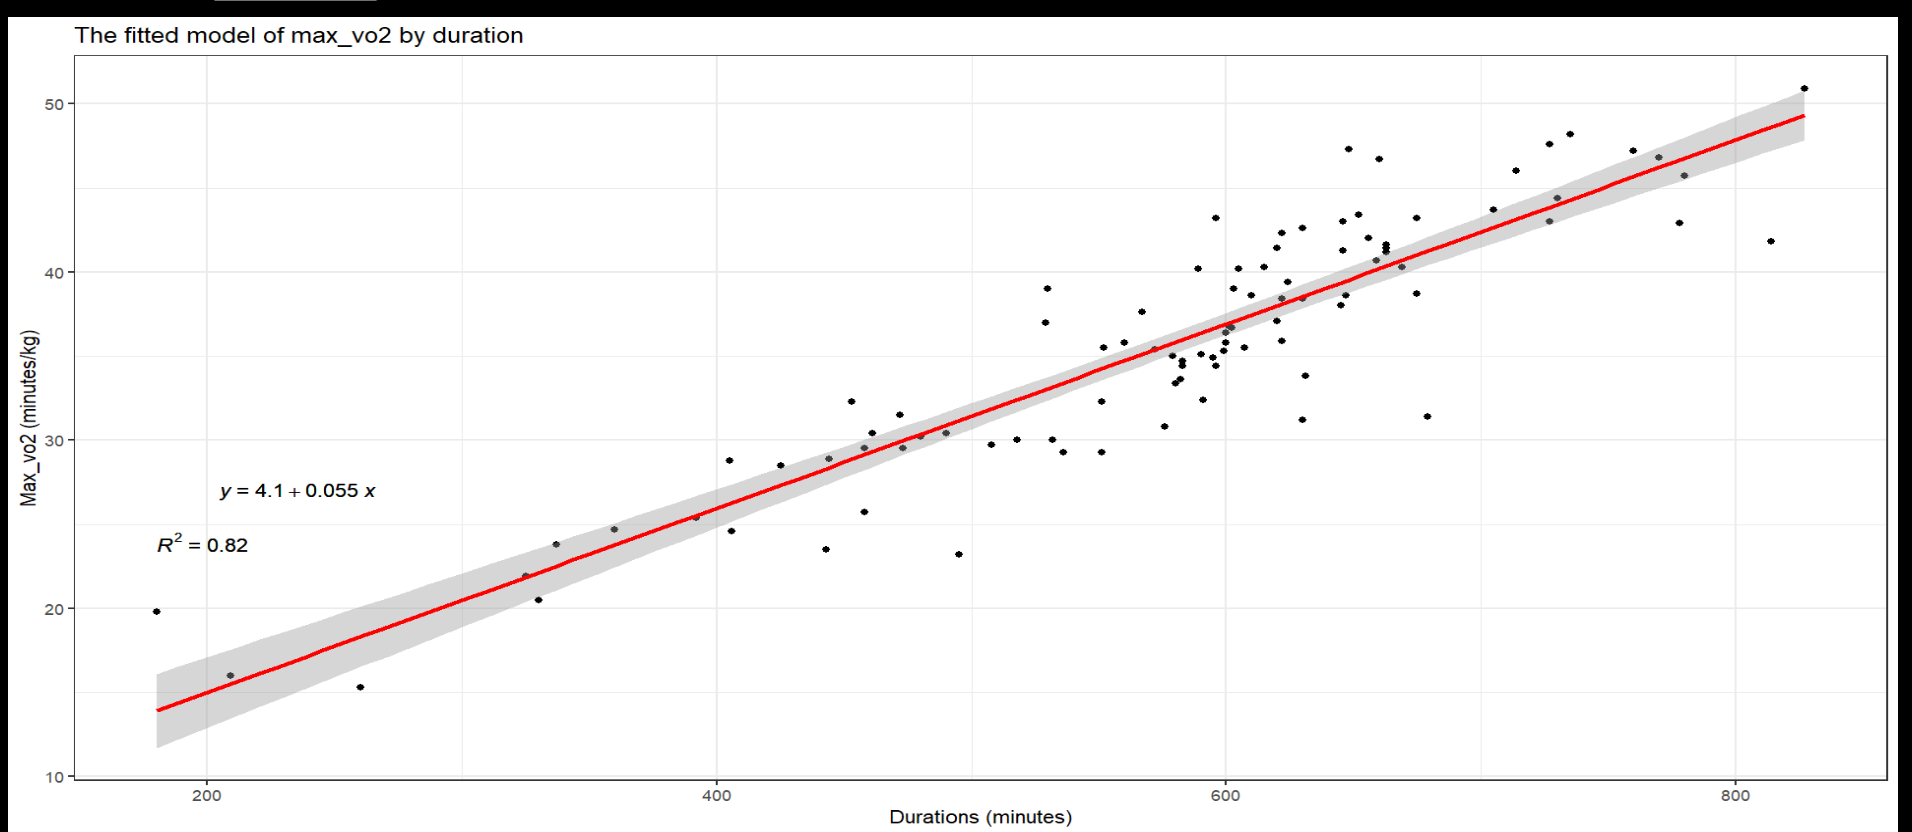 The fitted model of max_vo2 by duration
50
40
30
20
10
Max_vo2 (minutes/kg)
y = 4.1 + 0.055 x
R² = 0.82
200 400 600 800
Durations (minutes)